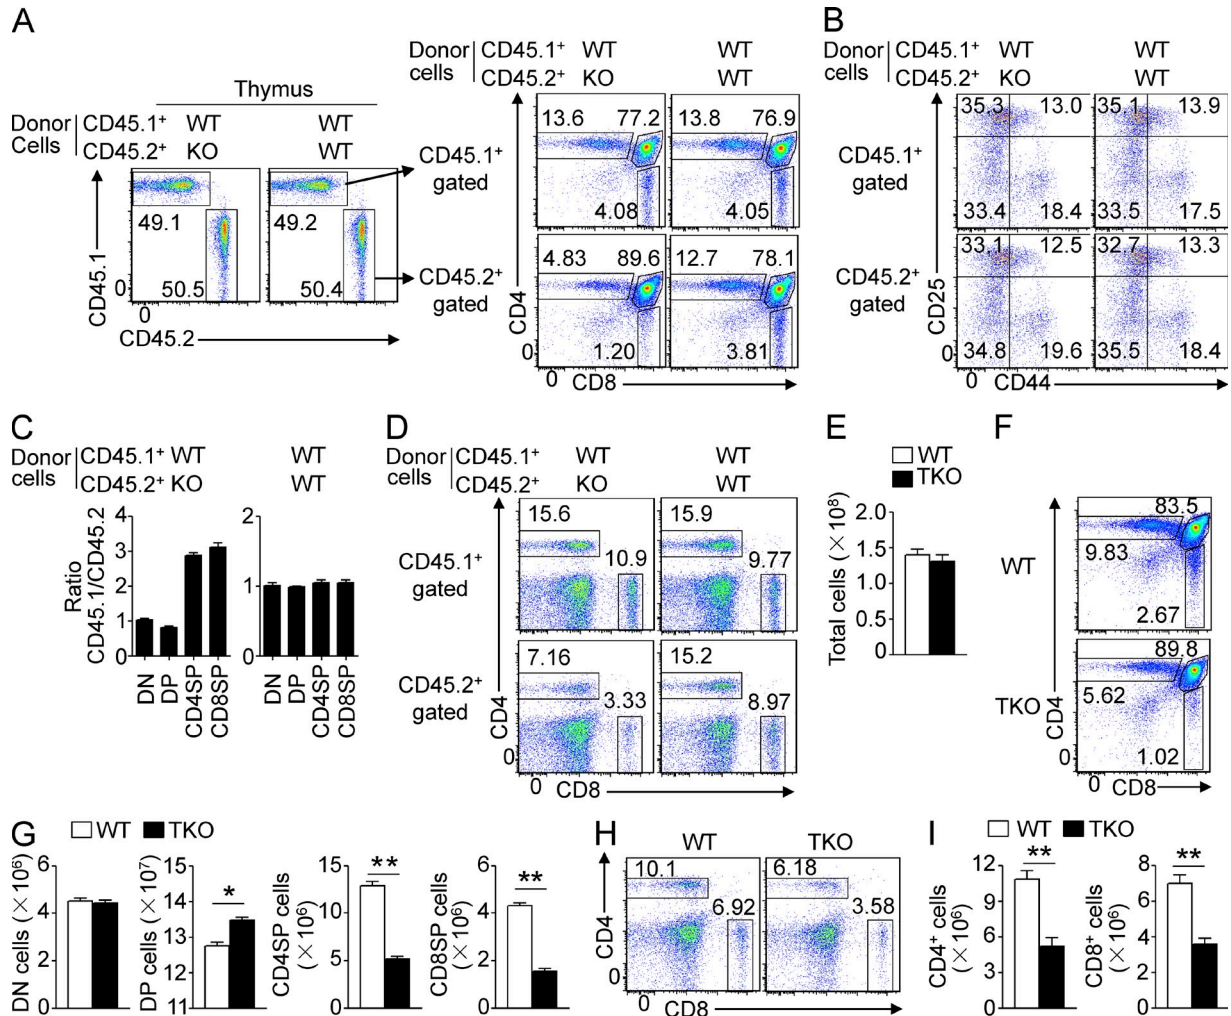 A
Thymus
Donor Cells
CD45.1+ WT WT
CD45.2+ KO WT
49.1
50.5
49.2
50.4
CD45.1
0
0
CD45.2
Donor cells
CD45.1+ WT WT
CD45.2+ KO WT
CD45.1+ gated
13.6 77.2
4.08
13.8 76.9
4.05
CD45.2+ gated
4.83 89.6
1.20
12.7 78.1
3.81
CD4
0
0
CD8
B
Donor cells
CD45.1+ WT WT
CD45.2+ KO WT
CD45.1+ gated
35.3 13.0
33.4 18.4
35.1 13.9
33.5 17.5
CD45.2+ gated
33.1 12.5
34.8 19.6
32.7 13.3
35.5 18.4
CD25
0
0
CD44
C
Donor cells
CD45.1+ WT WT
CD45.2+ KO WT
Ratio
CD45.1/CD45.2
4
3
2
1
0
DN
DP
CD4SP
CD8SP
2
1
0
DN
DP
CD4SP
CD8SP
D
Donor cells
CD45.1+ WT WT
CD45.2+ KO WT
CD45.1+ gated
15.6
10.9
15.9
9.77
CD45.2+ gated
7.16
3.33
15.2
8.97
CD4
0
0
CD8
E
WT
TKO
Total cells (× 10⁸)
2.0
1.5
1.0
0.5
0
F
WT
83.5
9.83
2.67
TKO
89.8
5.62
1.02
CD4
0
0
CD8
G
WT TKO
DN cells (× 10⁶)
6
4
2
0
DP cells (× 10⁷)
15
14
13
12
11
*
CD4SP cells
(× 10⁶)
15
10
5
0
**
CD8SP cells
(× 10⁶)
6
4
2
0
**
H
WT TKO
10.1
6.92
6.18
3.58
CD4
0
0
CD8
I
WT TKO
CD4+ cells
(× 10⁶)
12
9
6
3
0
**
CD8+ cells
(× 10⁶)
8
6
4
2
0
**